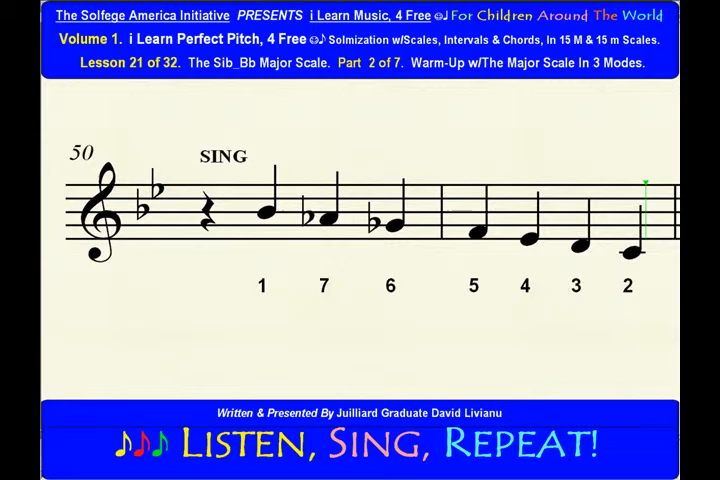 The Solfege America Initiative PRESENTS i Learn Music, 4 Free For Children Around The World
Volume 1. i Learn Perfect Pitch, 4 Free Solmization w/Scales, Intervals & Chords, In 15 M & 15 m Scales.
Lesson 21 of 32. The Sib_Bb Major Scale. Part 2 of 7. Warm-Up w/The Major Scale In 3 Modes.
50
SING
1 7 6 5 4 3 2
Written & Presented By Juilliard Graduate David Livianu
LISTEN, SING, REPEAT!